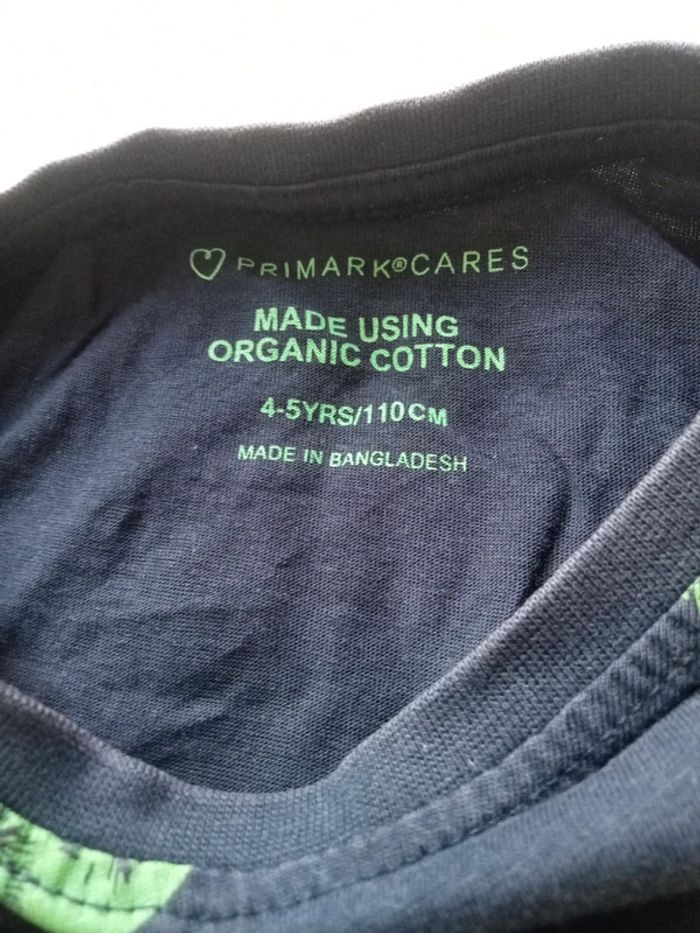 PRIMARK®CARES
MADE USING
ORGANIC COTTON
4-5YRS/110CM
MADE IN BANGLADESH